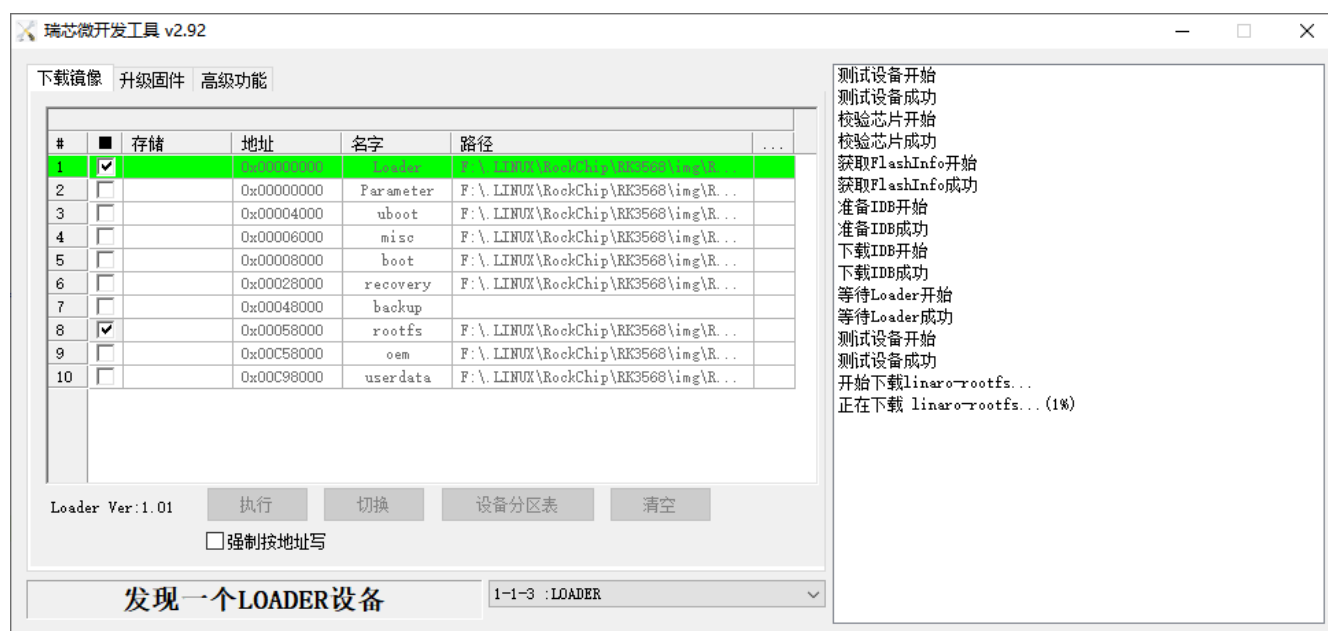 瑞芯微开发工具 v2.92
下载镜像 升级固件 高级功能
# 存储 地址 名字 路径 ...
1 0x00000000 Loader F:\.LINUX\RockChip\RK3568\img\R...
2 0x00000000 Parameter F:\.LINUX\RockChip\RK3568\img\R...
3 0x00004000 uboot F:\.LINUX\RockChip\RK3568\img\R...
4 0x00006000 misc F:\.LINUX\RockChip\RK3568\img\R...
5 0x00008000 boot F:\.LINUX\RockChip\RK3568\img\R...
6 0x00028000 recovery F:\.LINUX\RockChip\RK3568\img\R...
7 0x00048000 backup
8 0x00058000 rootfs F:\.LINUX\RockChip\RK3568\img\R...
9 0x00C58000 oem F:\.LINUX\RockChip\RK3568\img\R...
10 0x00C98000 userdata F:\.LINUX\RockChip\RK3568\img\R...
Loader Ver:1.01 执行 切换 设备分区表 清空
强制按地址写
发现一个LOADER设备 1-1-3 :LOADER
测试设备开始
测试设备成功
校验芯片开始
校验芯片成功
获取FlashInfo开始
获取FlashInfo成功
准备IDB开始
准备IDB成功
下载IDB开始
下载IDB成功
等待Loader开始
等待Loader成功
测试设备开始
测试设备成功
开始下载linaro-rootfs...
正在下载 linaro-rootfs...(1%)